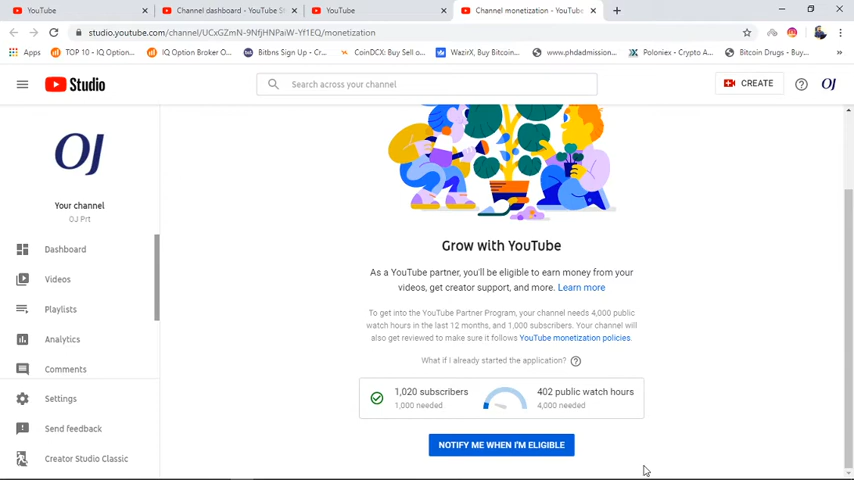 YouTube
Channel dashboard - YouTube St
YouTube
Channel monetization - YouTube
studio.youtube.com/channel/UCxGZmN-9NfjHNPaiW-Yf1EQ/monetization
Apps
TOP 10 - IQ Option...
IQ Option Broker O...
Bitbns Sign Up - Cr...
CoinDCX: Buy Sell o...
WazirX, Buy Bitcoin...
www.phdadmission...
Poloniex - Crypto A...
Bitcoin Drugs - Buy...
Studio
Search across your channel
CREATE
OJ
OJ
Your channel
OJ Prt
Dashboard
Videos
Playlists
Analytics
Comments
Settings
Send feedback
Creator Studio Classic
Grow with YouTube
As a YouTube partner, you'll be eligible to earn money from your
videos, get creator support, and more. Learn more
To get into the YouTube Partner Program, your channel needs 4,000 public
watch hours in the last 12 months, and 1,000 subscribers. Your channel will
also get reviewed to make sure it follows YouTube monetization policies.
What if I already started the application?
1,020 subscribers
1,000 needed
402 public watch hours
4,000 needed
NOTIFY ME WHEN I'M ELIGIBLE